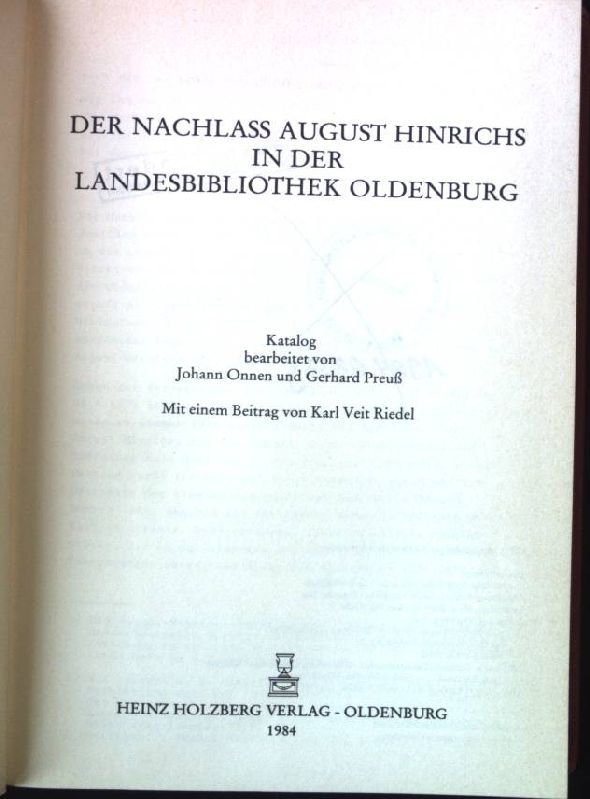 DER NACHLASS AUGUST HINRICHS
IN DER
LANDESBIBLIOTHEK OLDENBURG
Katalog
bearbeitet von
Johann Onnen und Gerhard Preuß
Mit einem Beitrag von Karl Veit Riedel
HEINZ HOLZBERG VERLAG - OLDENBURG
1984